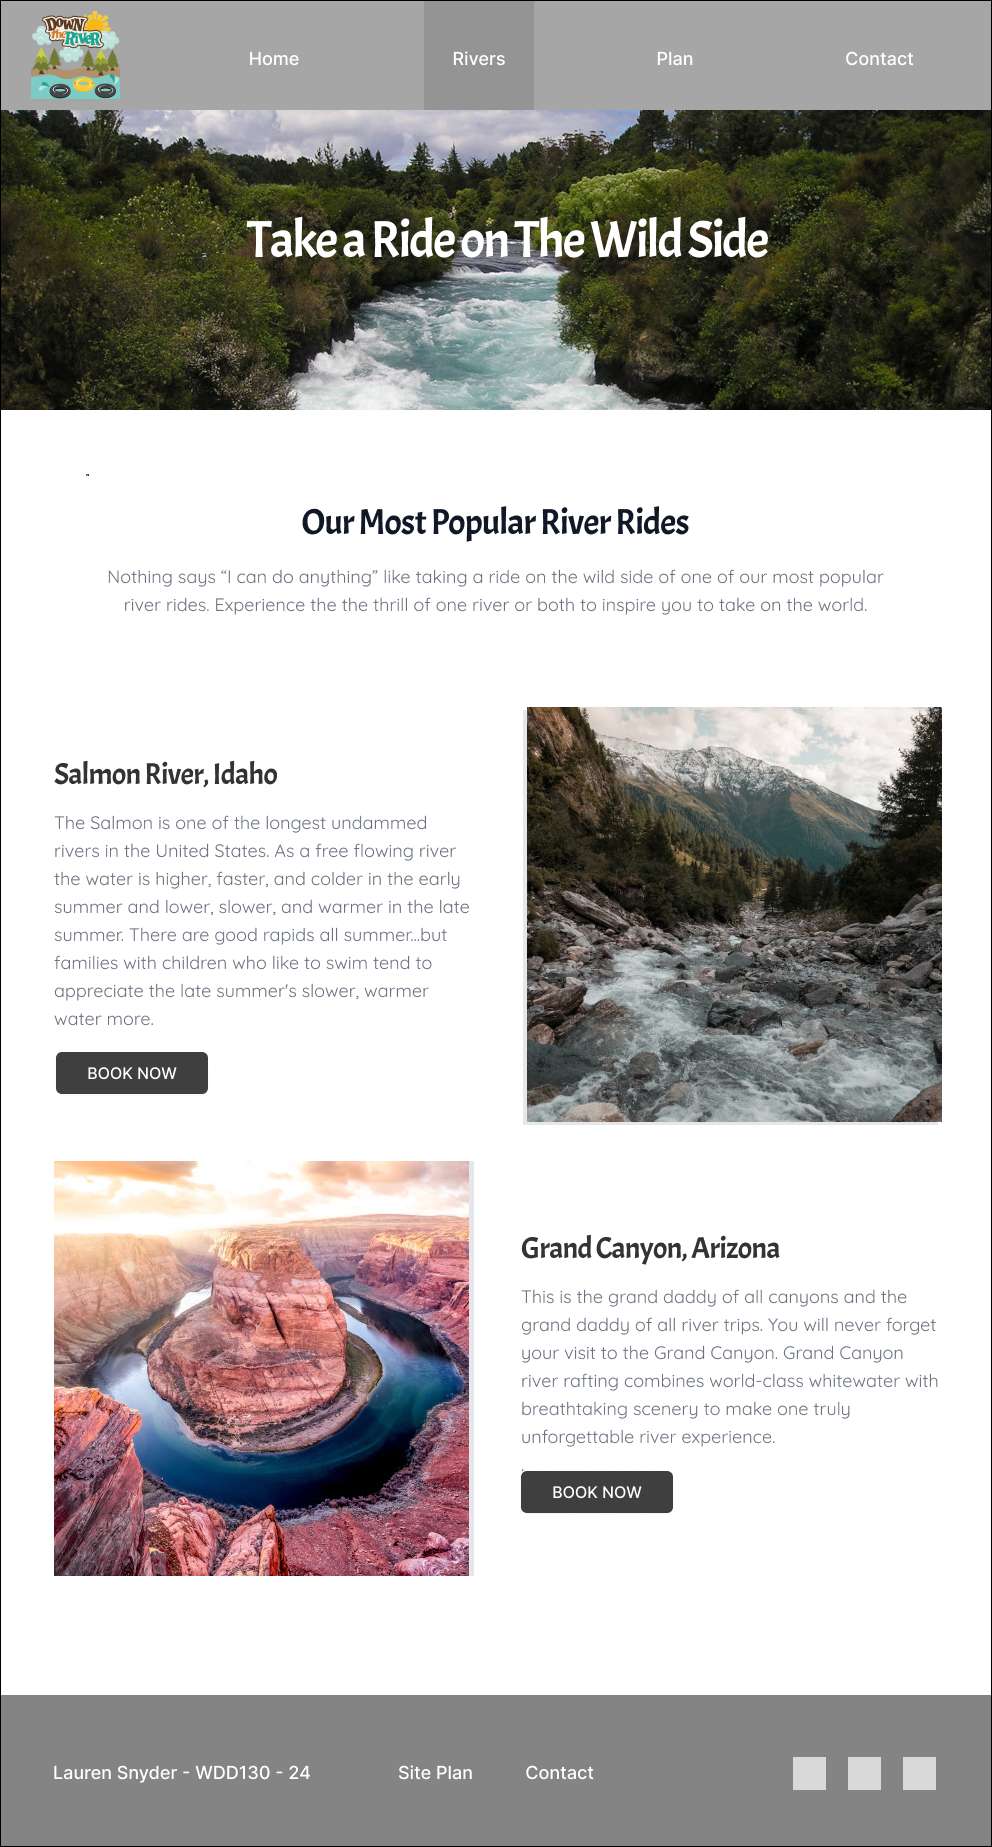 DOWN
The
RiveR
Home
Rivers
Plan
Contact
Take a Ride on The Wild Side
Our Most Popular River Rides
Nothing says “I can do anything” like taking a ride on the wild side of one of our most popular
river rides. Experience the the thrill of one river or both to inspire you to take on the world.
Salmon River, Idaho
The Salmon is one of the longest undammed
rivers in the United States. As a free flowing river
the water is higher, faster, and colder in the early
summer and lower, slower, and warmer in the late
summer. There are good rapids all summer...but
families with children who like to swim tend to
appreciate the late summer's slower, warmer
water more.
BOOK NOW
Grand Canyon, Arizona
This is the grand daddy of all canyons and the
grand daddy of all river trips. You will never forget
your visit to the Grand Canyon. Grand Canyon
river rafting combines world-class whitewater with
breathtaking scenery to make one truly
unforgettable river experience.
BOOK NOW
Lauren Snyder - WDD130 - 24
Site Plan
Contact